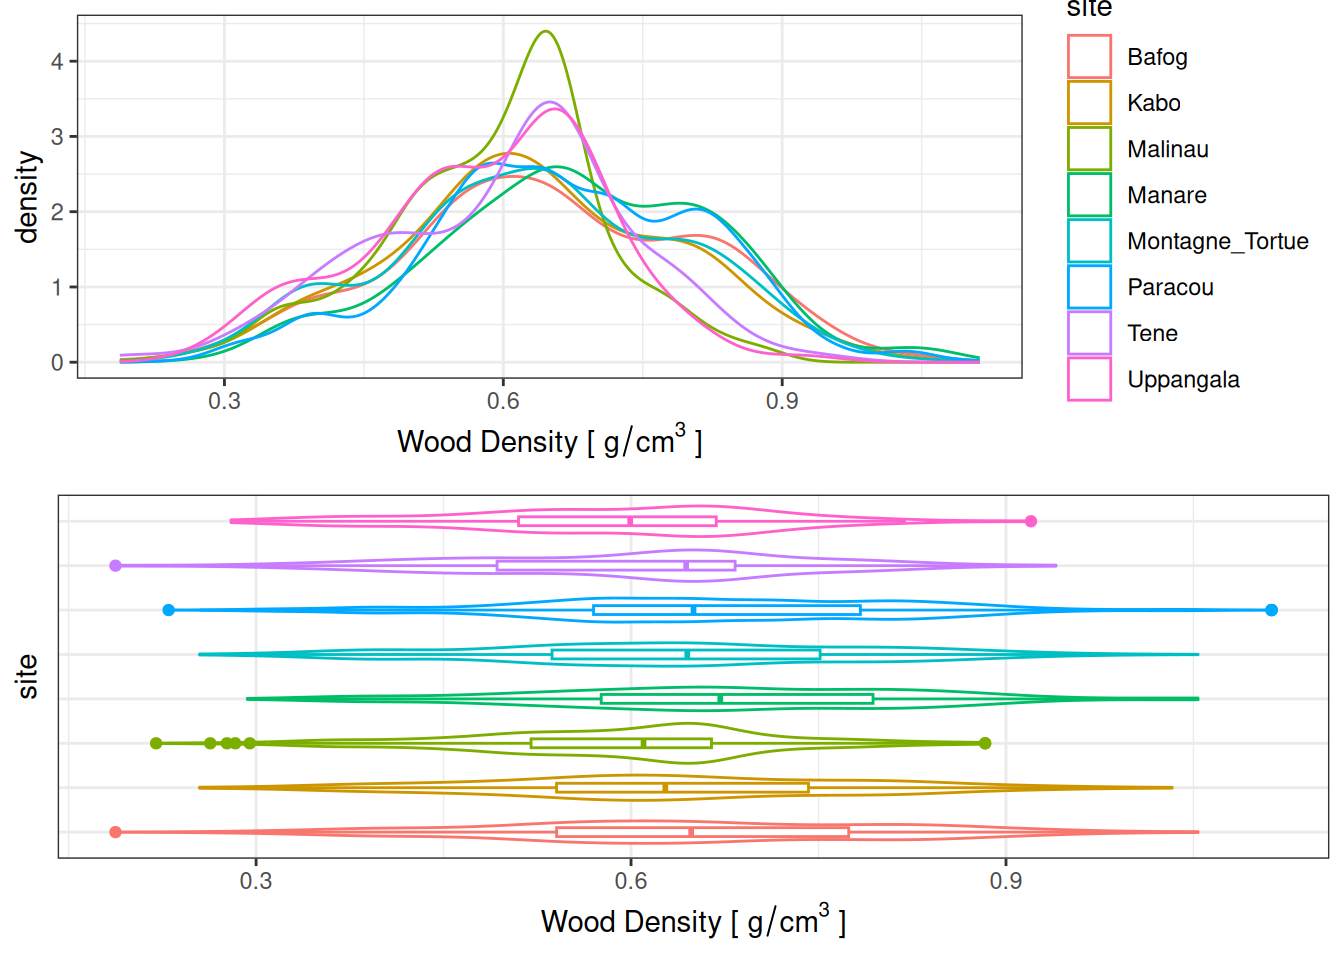 site
Bafog
Kabo
Malinau
Manare
Montagne_Tortue
Paracou
Tene
Uppangala
density
4
3
2
1
0
0.3 0.6 0.9
Wood Density [ g/cm³ ]
site
0.3 0.6 0.9
Wood Density [ g/cm³ ]